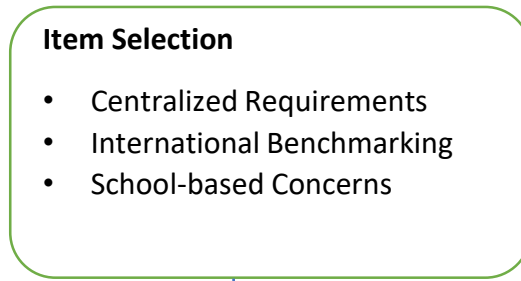 Item Selection
• Centralized Requirements
• International Benchmarking
• School-based Concerns